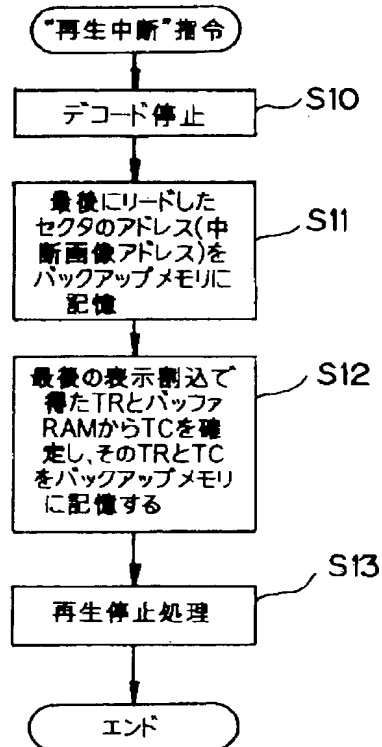 "再生中断"指令
デコード停止
S10
最後にリードした
セクタのアドレス(中
断画像アドレス)を
バックアップメモリに
記憶
S11
最後の表示割込で
得たTRとバッファ
RAMからTCを確
定し、そのTRとTC
をバックアップメモリ
に記憶する
S12
再生停止処理
S13
エンド